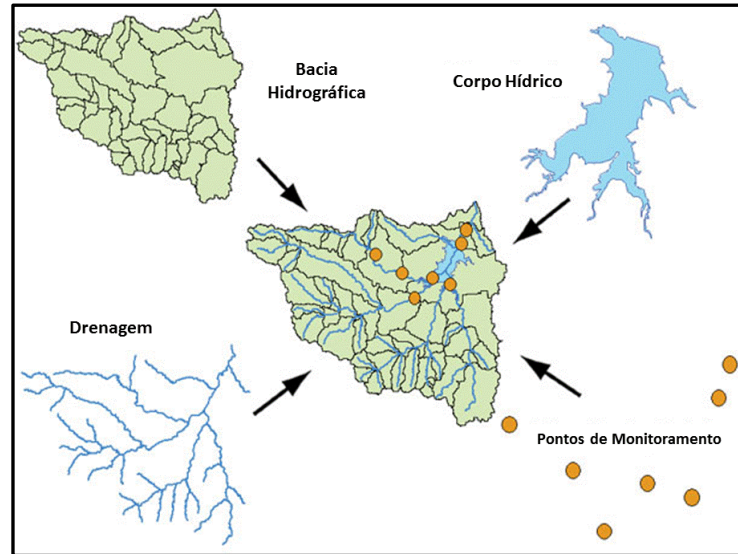 Bacia
Hidrográfica
Corpo Hídrico
Drenagem
Pontos de Monitoramento